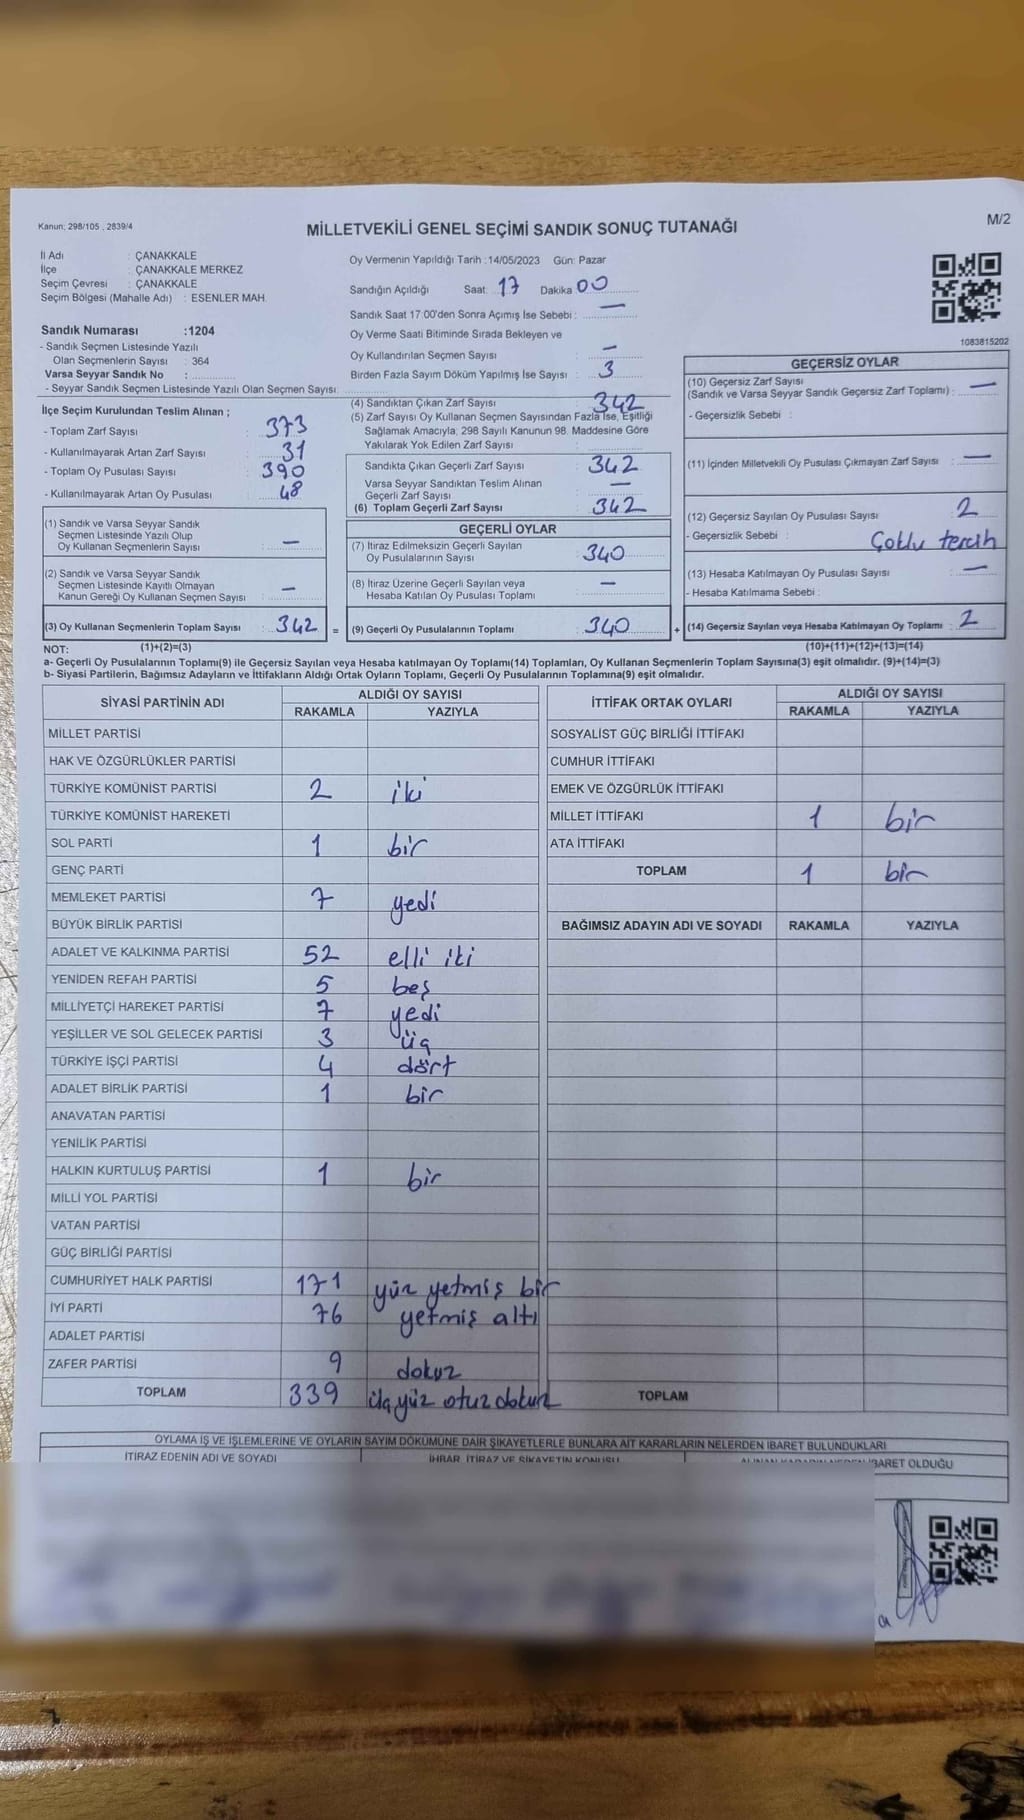 Kanun: 298/105 , 2839/4
MİLLETVEKİLİ GENEL SEÇİMİ SANDIK SONUÇ TUTANAĞI
M/2
İl Adı : ÇANAKKALE
İlçe : ÇANAKKALE MERKEZ
Seçim Çevresi : ÇANAKKALE
Seçim Bölgesi (Mahalle Adı) : ESENLER MAH.
Oy Vermenin Yapıldığı Tarih :14/05/2023 Gün: Pazar
Sandığın Açıldığı Saat: 17 Dakika 00
Sandık Saat 17.00'den Sonra Açımış İse Sebebi : —
Oy Verme Saati Bitiminde Sırada Bekleyen ve
Oy Kullandırılan Seçmen Sayısı —
Birden Fazla Sayım Döküm Yapılmış İse Sayısı : 3
Sandık Numarası :1204
- Sandık Seçmen Listesinde Yazılı
Olan Seçmenlerin Sayısı : 364
Varsa Seyyar Sandık No :
- Seyyar Sandık Seçmen Listesinde Yazılı Olan Seçmen Sayısı:
1083815202
İlçe Seçim Kurulundan Teslim Alınan ;
- Toplam Zarf Sayısı : 373
- Kullanılmayarak Artan Zarf Sayısı : 31
- Toplam Oy Pusulası Sayısı : 390
- Kullanılmayarak Artan Oy Pusulası : 48
(1) Sandık ve Varsa Seyyar Sandık
Seçmen Listesinde Yazılı Olup
Oy Kullanan Seçmenlerin Sayısı : —
(2) Sandık ve Varsa Seyyar Sandık
Seçmen Listesinde Kayıtlı Olmayan
Kanun Gereği Oy Kullanan Seçmen Sayısı : —
(3) Oy Kullanan Seçmenlerin Toplam Sayısı : 342 =
(4) Sandıktan Çıkan Zarf Sayısı : 342
(5) Zarf Sayısı Oy Kullanan Seçmen Sayısından Fazla İse, Eşitliği
Sağlamak Amacıyla; 298 Sayılı Kanunun 98. Maddesine Göre
Yakılarak Yok Edilen Zarf Sayısı :
Sandıkta Çıkan Geçerli Zarf Sayısı : 342
Varsa Seyyar Sandıktan Teslim Alınan
Geçerli Zarf Sayısı : —
(6) Toplam Geçerli Zarf Sayısı : 342
GEÇERLİ OYLAR
(7) İtiraz Edilmeksizin Geçerli Sayılan
Oy Pusulalarının Sayısı : 340
(8) İtiraz Üzerine Geçerli Sayılan veya
Hesaba Katılan Oy Pusulası Toplamı : —
(9) Geçerli Oy Pusulalarının Toplamı : 340 +
GEÇERSİZ OYLAR
(10) Geçersiz Zarf Sayısı
(Sandık ve Varsa Seyyar Sandık Geçersiz Zarf Toplamı) : —
- Geçersizlik Sebebi :
(11) İçinden Milletvekili Oy Pusulası Çıkmayan Zarf Sayısı : —
(12) Geçersiz Sayılan Oy Pusulası Sayısı : 2
- Geçersizlik Sebebi : Çoklu tercih
(13) Hesaba Katılmayan Oy Pusulası Sayısı : —
- Hesaba Katılmama Sebebi :
(14) Geçersiz Sayılan veya Hesaba Katılmayan Oy Toplamı : 2
NOT: (1)+(2)=(3)
(10)+(11)+(12)+(13)=(14)
a- Geçerli Oy Pusulalarının Toplamı(9) ile Geçersiz Sayılan veya Hesaba katılmayan Oy Toplamı(14) Toplamları, Oy Kullanan Seçmenlerin Toplam Sayısına(3) eşit olmalıdır. (9)+(14)=(3)
b- Siyasi Partilerin, Bağımsız Adayların ve İttifakların Aldığı Ortak Oyların Toplamı, Geçerli Oy Pusulalarının Toplamına(9) eşit olmalıdır.
SİYASİ PARTİNİN ADI ALDIĞI OY SAYISI
RAKAMLA YAZIYLA
MİLLET PARTİSİ
HAK VE ÖZGÜRLÜKLER PARTİSİ
TÜRKİYE KOMÜNİST PARTİSİ 2 iki
TÜRKİYE KOMÜNİST HAREKETİ
SOL PARTİ 1 bir
GENÇ PARTİ
MEMLEKET PARTİSİ 7 yedi
BÜYÜK BİRLİK PARTİSİ
ADALET VE KALKINMA PARTİSİ 52 elli iki
YENİDEN REFAH PARTİSİ 5 beş
MİLLİYETÇİ HAREKET PARTİSİ 7 yedi
YEŞİLLER VE SOL GELECEK PARTİSİ 3 üç
TÜRKİYE İŞÇİ PARTİSİ 4 dört
ADALET BİRLİK PARTİSİ 1 bir
ANAVATAN PARTİSİ
YENİLİK PARTİSİ
HALKIN KURTULUŞ PARTİSİ 1 bir
MİLLİ YOL PARTİSİ
VATAN PARTİSİ
GÜÇ BİRLİĞİ PARTİSİ
CUMHURİYET HALK PARTİSİ 171 yüz yetmiş bir
İYİ PARTİ 76 yetmiş altı
ADALET PARTİSİ
ZAFER PARTİSİ 9 dokuz
TOPLAM 339 üçyüz otuz dokuz
İTTİFAK ORTAK OYLARI ALDIĞI OY SAYISI
RAKAMLA YAZIYLA
SOSYALİST GÜÇ BİRLİĞİ İTTİFAKI
CUMHUR İTTİFAKI
EMEK VE ÖZGÜRLÜK İTTİFAKI
MİLLET İTTİFAKI 1 bir
ATA İTTİFAKI
TOPLAM 1 bir
BAĞIMSIZ ADAYIN ADI VE SOYADI RAKAMLA YAZIYLA
TOPLAM
OYLAMA İŞ VE İŞLEMLERİNE VE OYLARIN SAYIM DÖKÜMÜNE DAİR ŞİKAYETLERLE BUNLARA AİT KARARLARIN NELERDEN İBARET BULUNDUKLARI
İTİRAZ EDENİN ADI VE SOYADI İHBAR, İTİRAZ VE ŞİKAYETİN KONUSU İBARET OLDUĞU